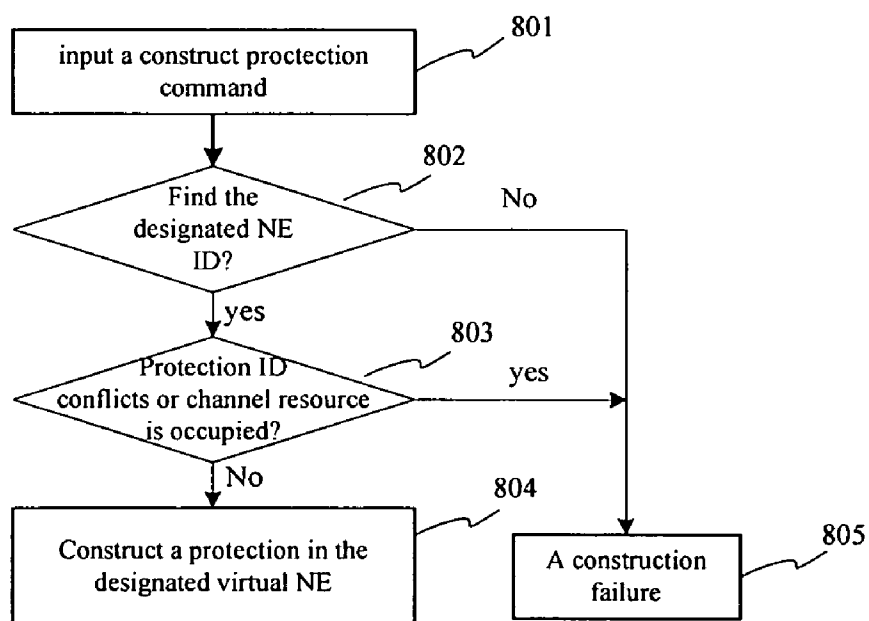 801
input a construct proctection
command
802
Find the
designated NE
ID?
No
yes
803
Protection ID
conflicts or channel resource
is occupied?
yes
No
804
Construct a protection in the
designated virtual NE
805
A construction
failure